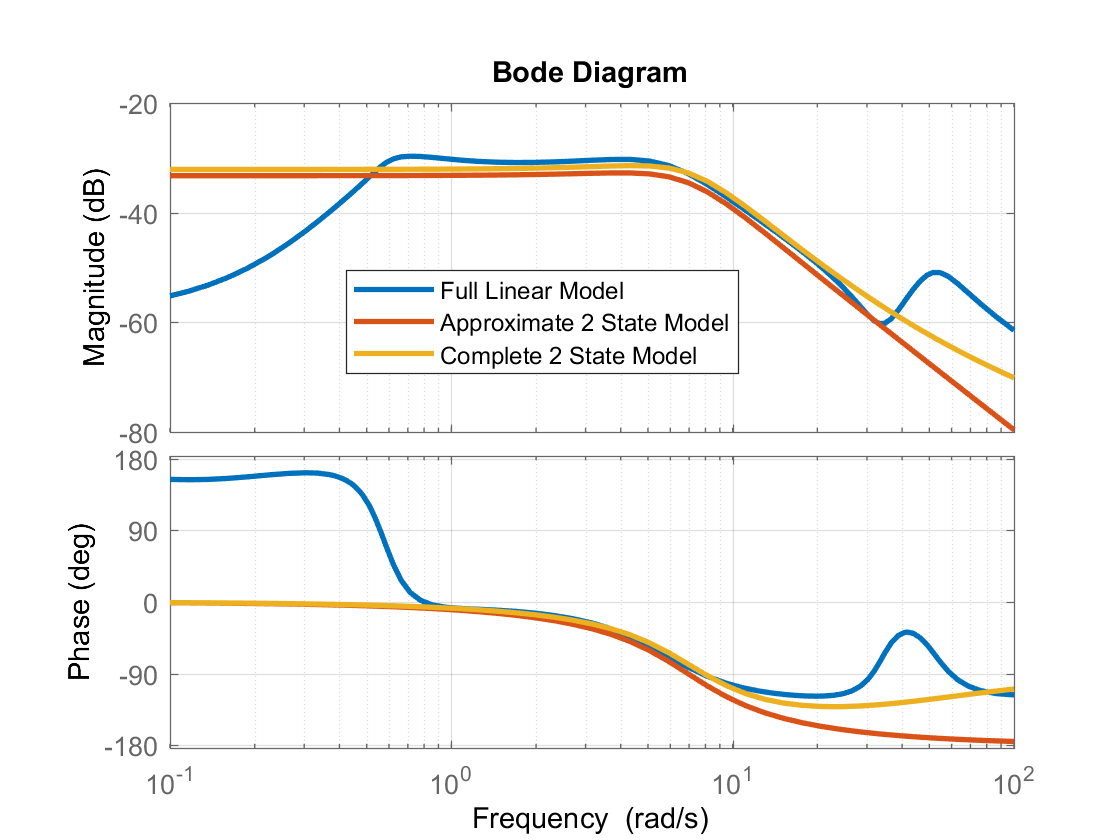 Bode Diagram
-20
-40
-60
-80
Magnitude (dB)
Full Linear Model
Approximate 2 State Model
Complete 2 State Model
180
90
0
-90
-180
Phase (deg)
10^-1 10^0 10^1 10^2
Frequency (rad/s)